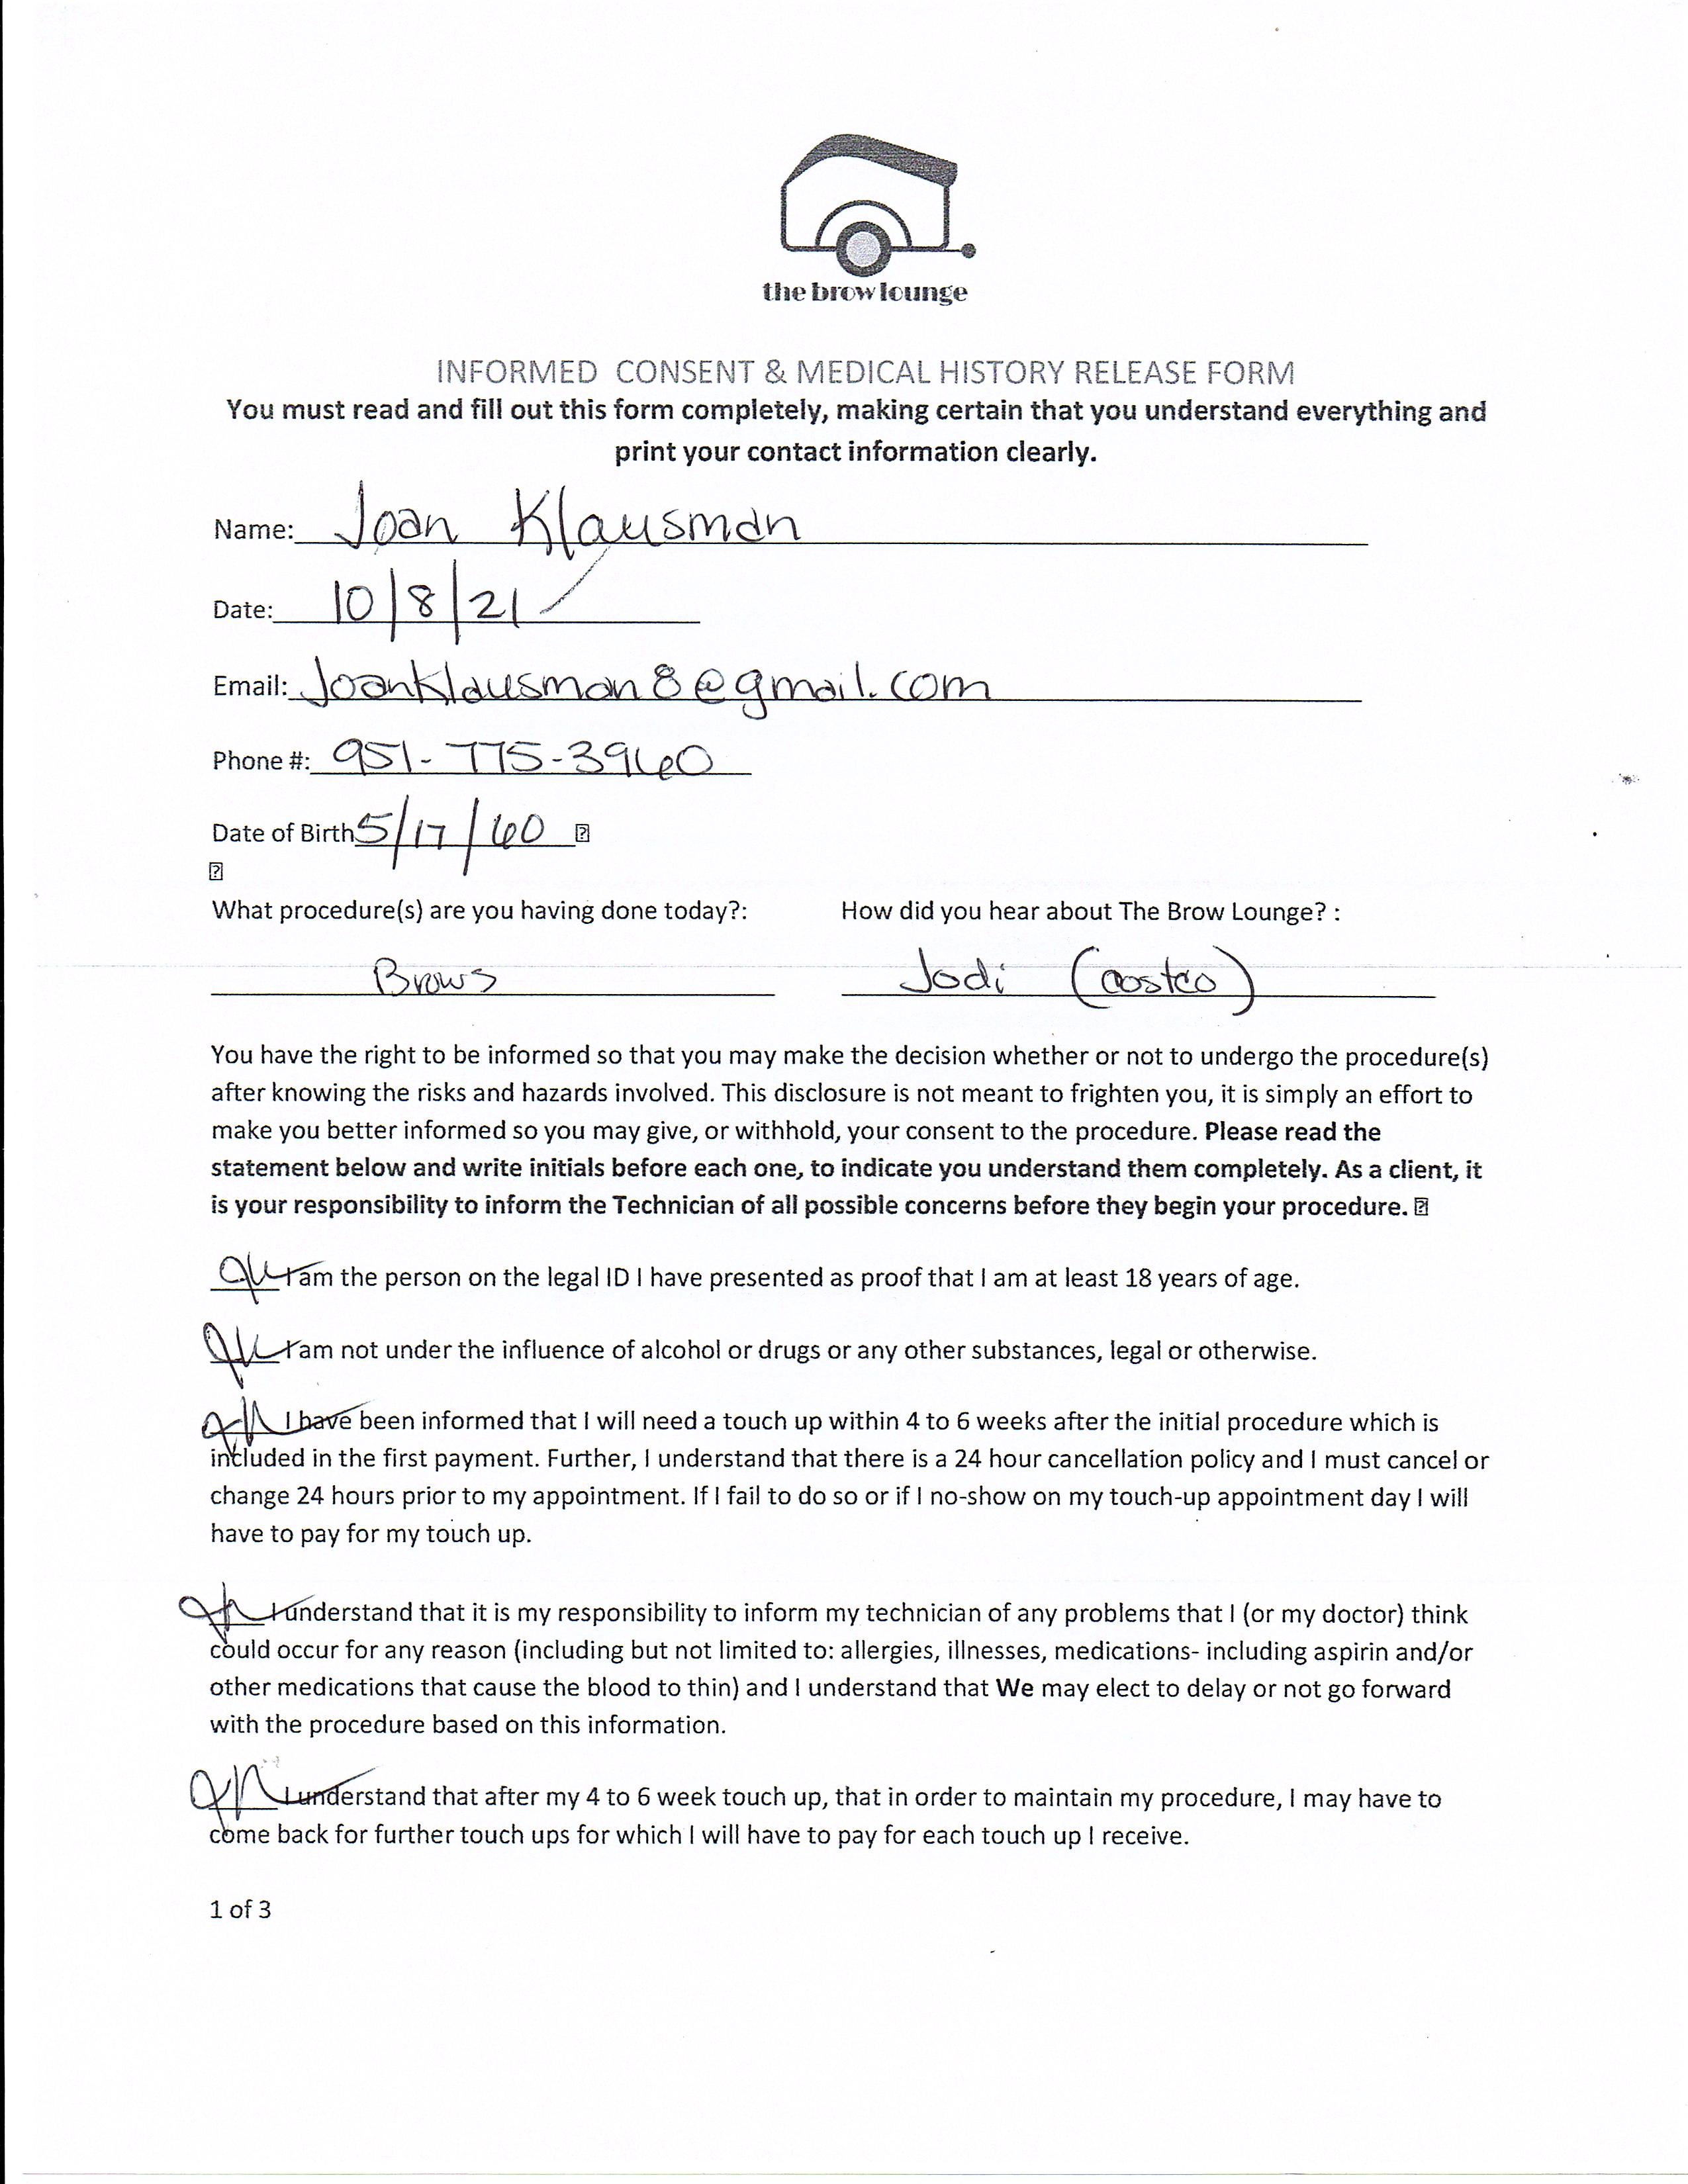 the brow lounge
INFORMED CONSENT & MEDICAL HISTORY RELEASE FORM
You must read and fill out this form completely, making certain that you understand everything and
print your contact information clearly.
Name: Joan Klausman
Date: 10/8/21
Email: JoanKlausman8@gmail.com
Phone #: 951-775-3960
Date of Birth 5/17/60
What procedure(s) are you having done today?: How did you hear about The Brow Lounge? :
Brows Jodi (costco)
You have the right to be informed so that you may make the decision whether or not to undergo the procedure(s)
after knowing the risks and hazards involved. This disclosure is not meant to frighten you, it is simply an effort to
make you better informed so you may give, or withhold, your consent to the procedure. Please read the
statement below and write initials before each one, to indicate you understand them completely. As a client, it
is your responsibility to inform the Technician of all possible concerns before they begin your procedure.
JK I am the person on the legal ID I have presented as proof that I am at least 18 years of age.
JK I am not under the influence of alcohol or drugs or any other substances, legal or otherwise.
JK I have been informed that I will need a touch up within 4 to 6 weeks after the initial procedure which is
included in the first payment. Further, I understand that there is a 24 hour cancellation policy and I must cancel or
change 24 hours prior to my appointment. If I fail to do so or if I no-show on my touch-up appointment day I will
have to pay for my touch up.
JK I understand that it is my responsibility to inform my technician of any problems that I (or my doctor) think
could occur for any reason (including but not limited to: allergies, illnesses, medications- including aspirin and/or
other medications that cause the blood to thin) and I understand that We may elect to delay or not go forward
with the procedure based on this information.
JK I understand that after my 4 to 6 week touch up, that in order to maintain my procedure, I may have to
come back for further touch ups for which I will have to pay for each touch up I receive.
1 of 3